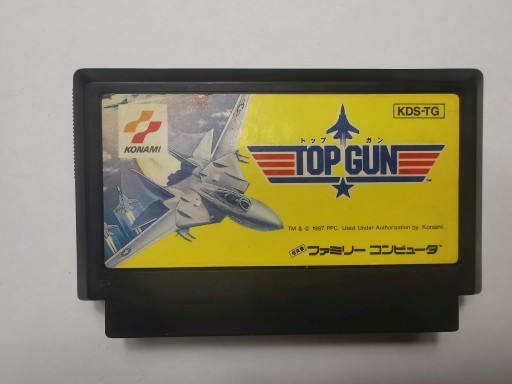 KDS-TG
KONAMI
トップ ガン
TOP GUN
TM & © 1987 PPC. Used Under Authorization by Konami.
ファミリー コンピュータ